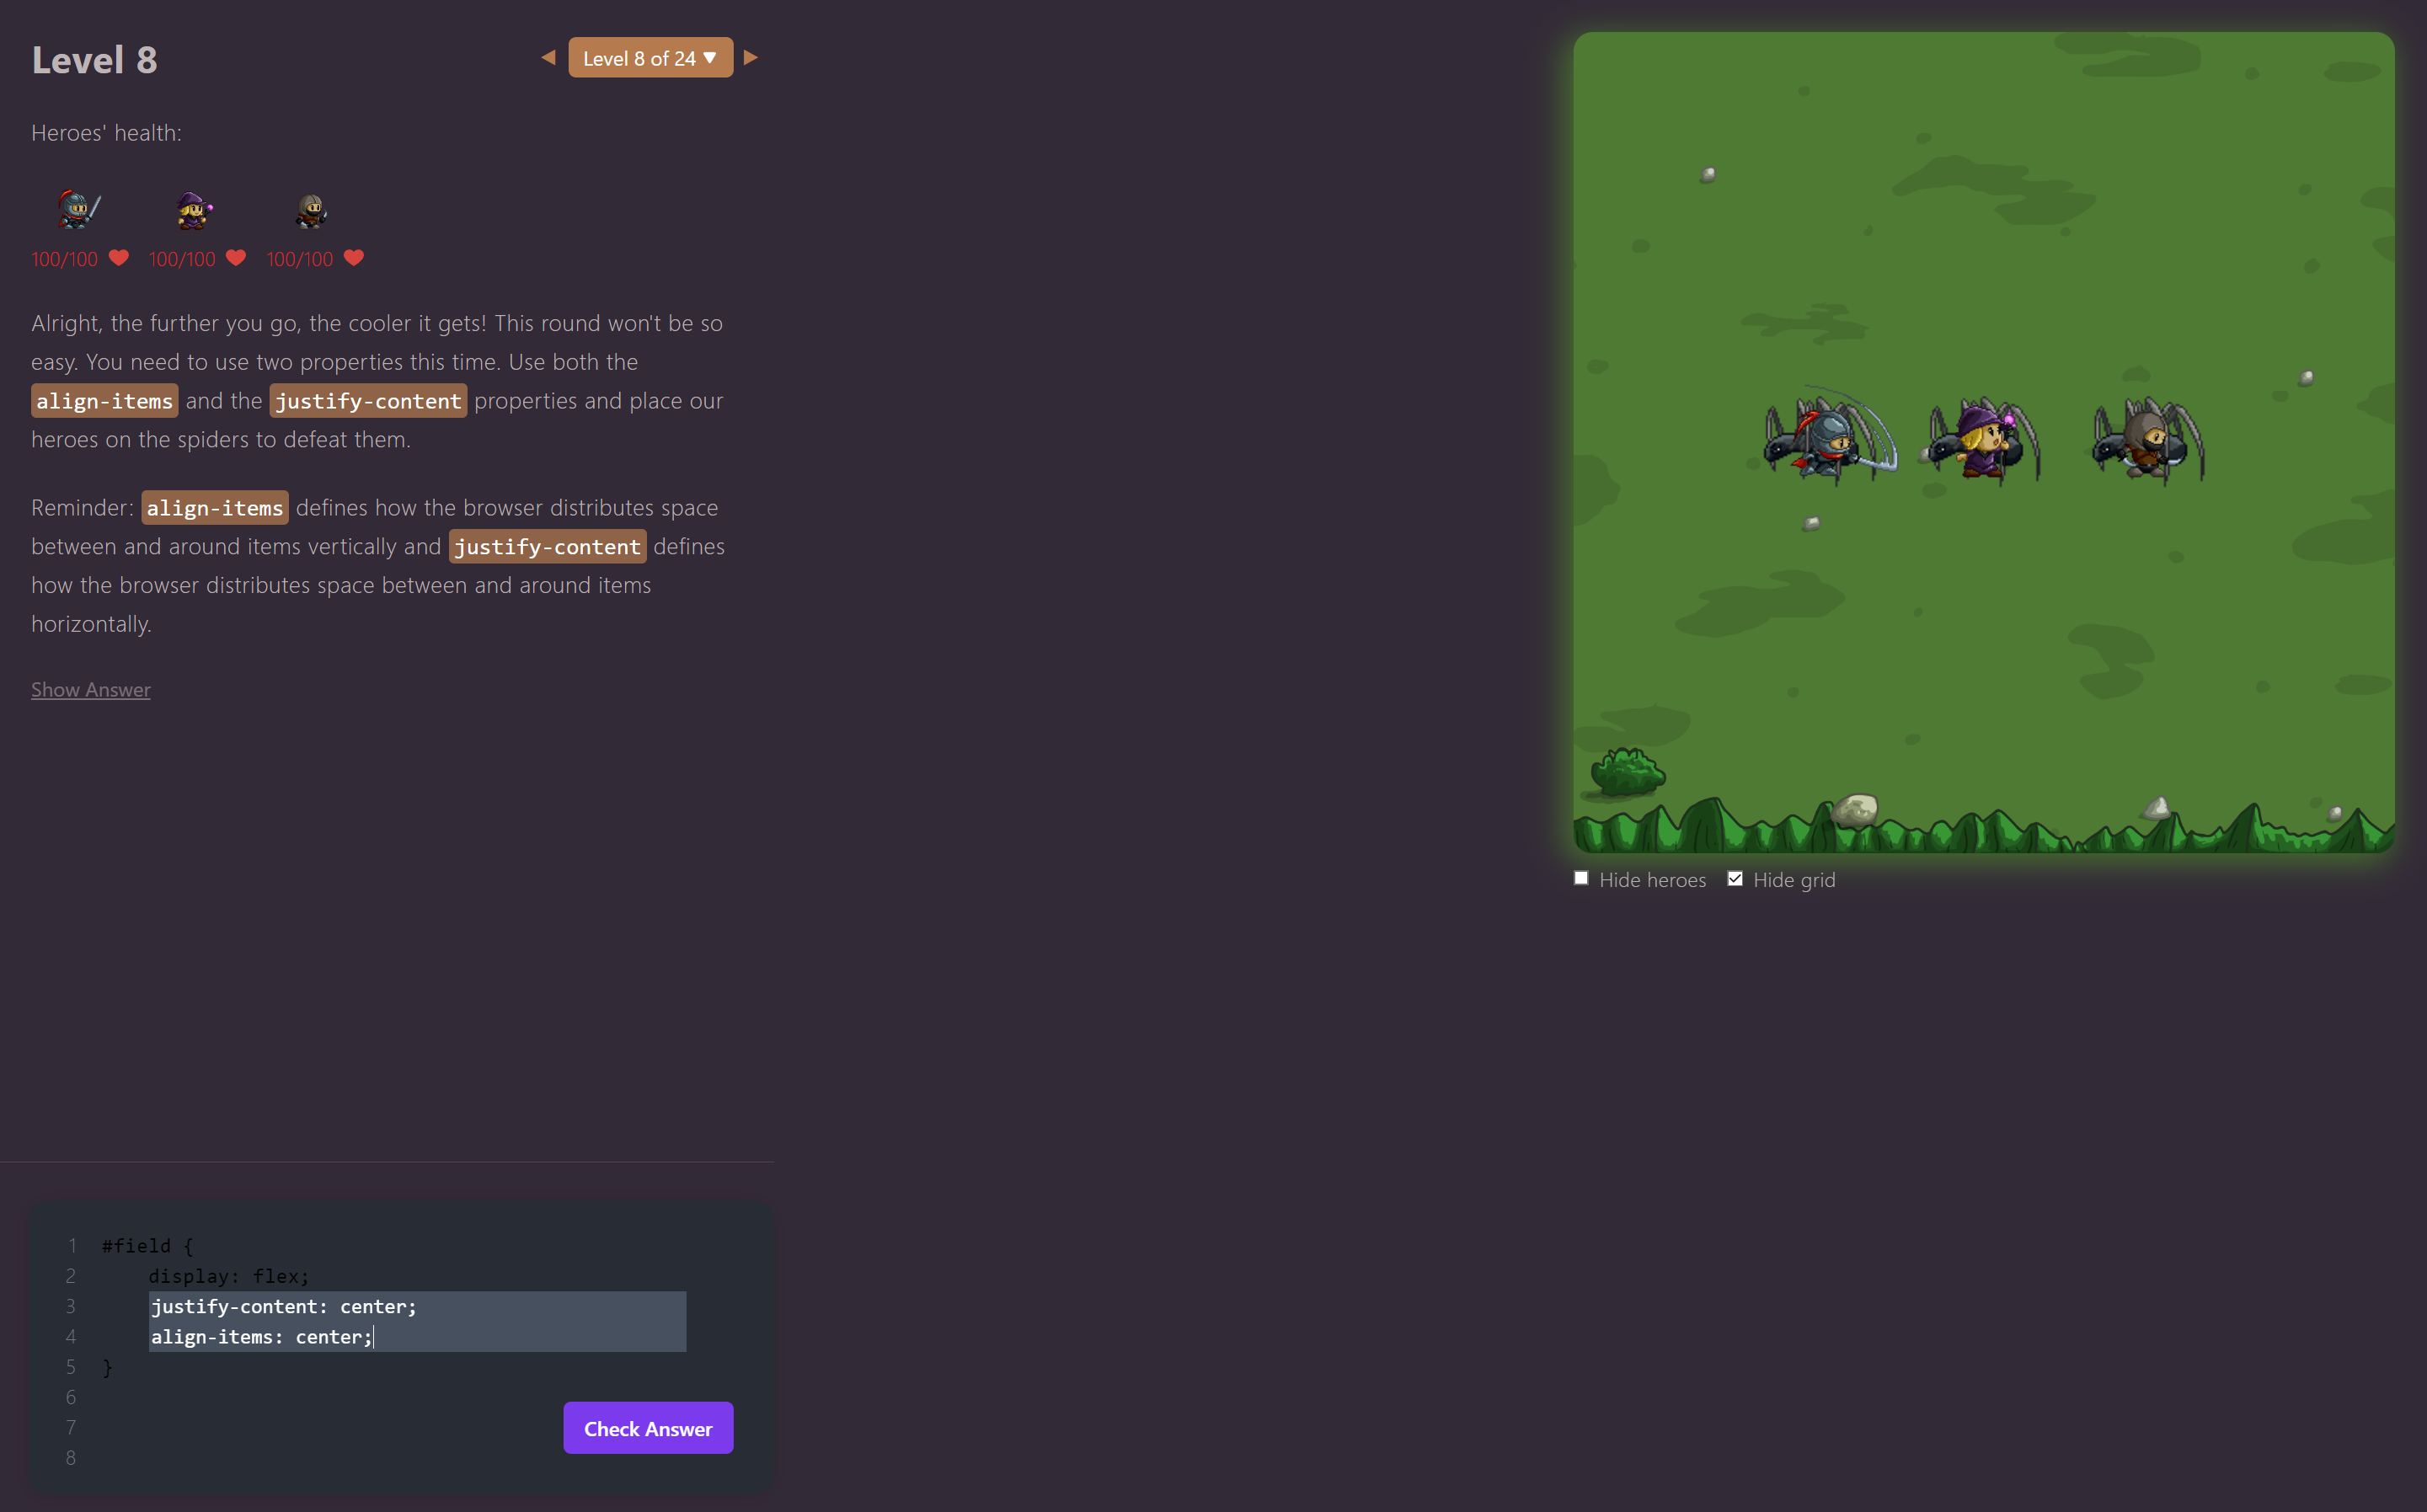 Level 8
Level 8 of 24
Heroes' health:
100/100 100/100 100/100
Alright, the further you go, the cooler it gets! This round won't be so
easy. You need to use two properties this time. Use both the
align-items and the justify-content properties and place our
heroes on the spiders to defeat them.
Reminder: align-items defines how the browser distributes space
between and around items vertically and justify-content defines
how the browser distributes space between and around items
horizontally.
Show Answer
Hide heroes Hide grid
1 #field {
2 display: flex;
3 justify-content: center;
4 align-items: center;
5 }
6
7
8
Check Answer